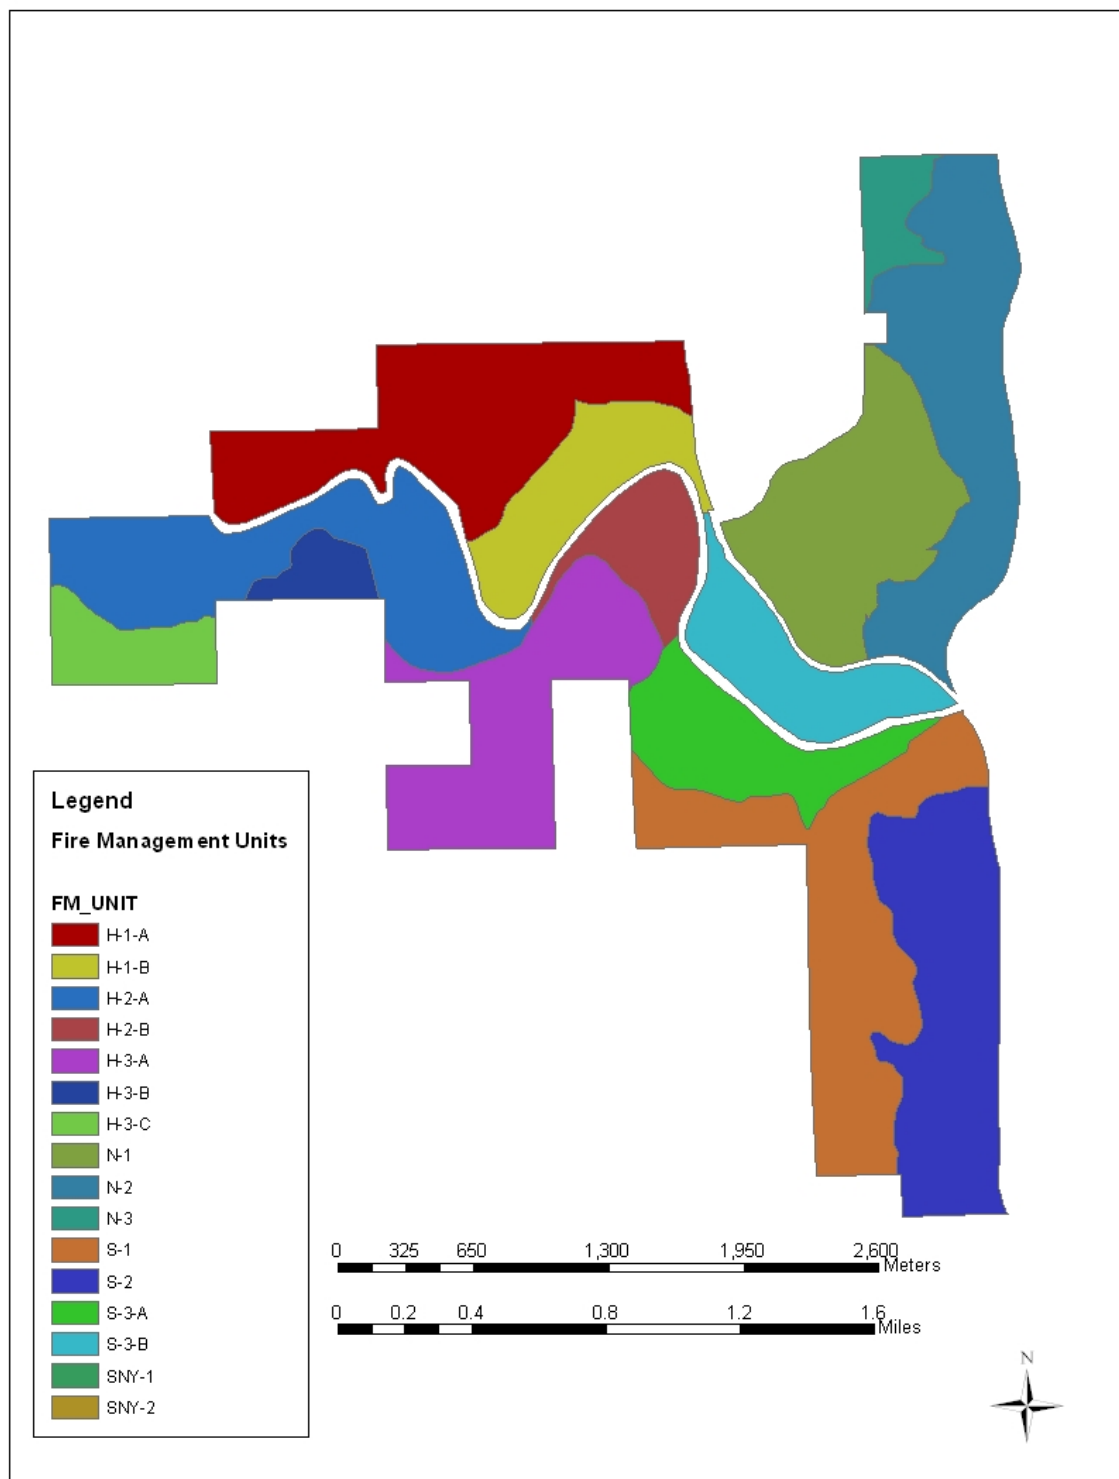 Legend
Fire Management Units
FM_UNIT
H-1-A
H-1-B
H-2-A
H-2-B
H-3-A
H-3-B
H-3-C
N-1
N-2
N-3
S-1
S-2
S-3-A
S-3-B
SNY-1
SNY-2
0 325 650 1,300 1,950 2,600
Meters
0 0.2 0.4 0.8 1.2 1.6
Miles
N